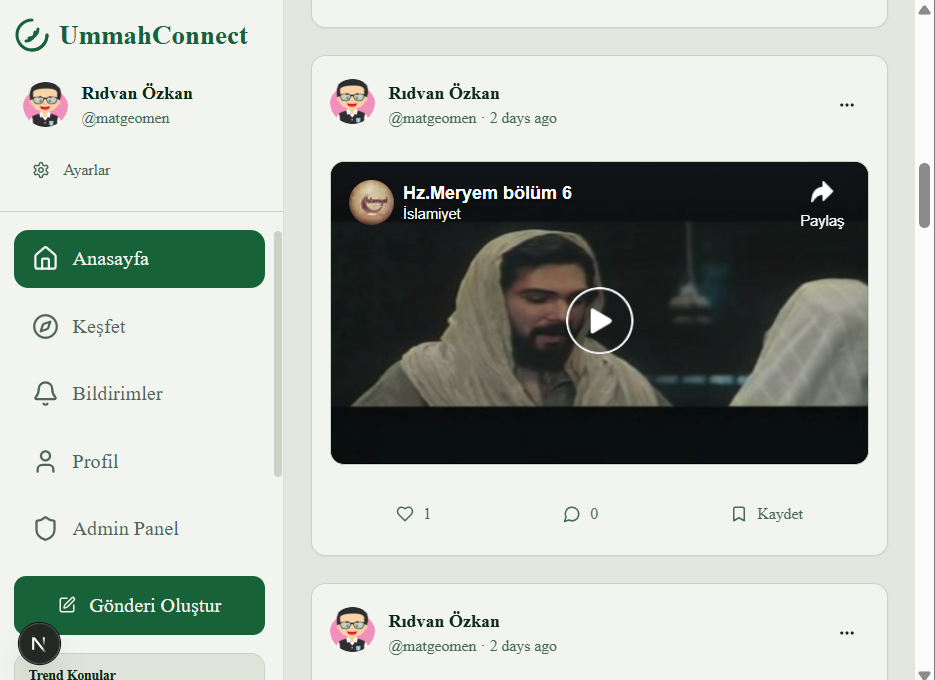 UmmahConnect
Rıdvan Özkan
@matgeomen
Ayarlar
Anasayfa
Keşfet
Bildirimler
Profil
Admin Panel
Gönderi Oluştur
N
Trend Konular
Rıdvan Özkan
@matgeomen · 2 days ago
Hz.Meryem bölüm 6
İslamiyet
Paylaş
İslamiyet
1
0
Kaydet
Rıdvan Özkan
@matgeomen · 2 days ago